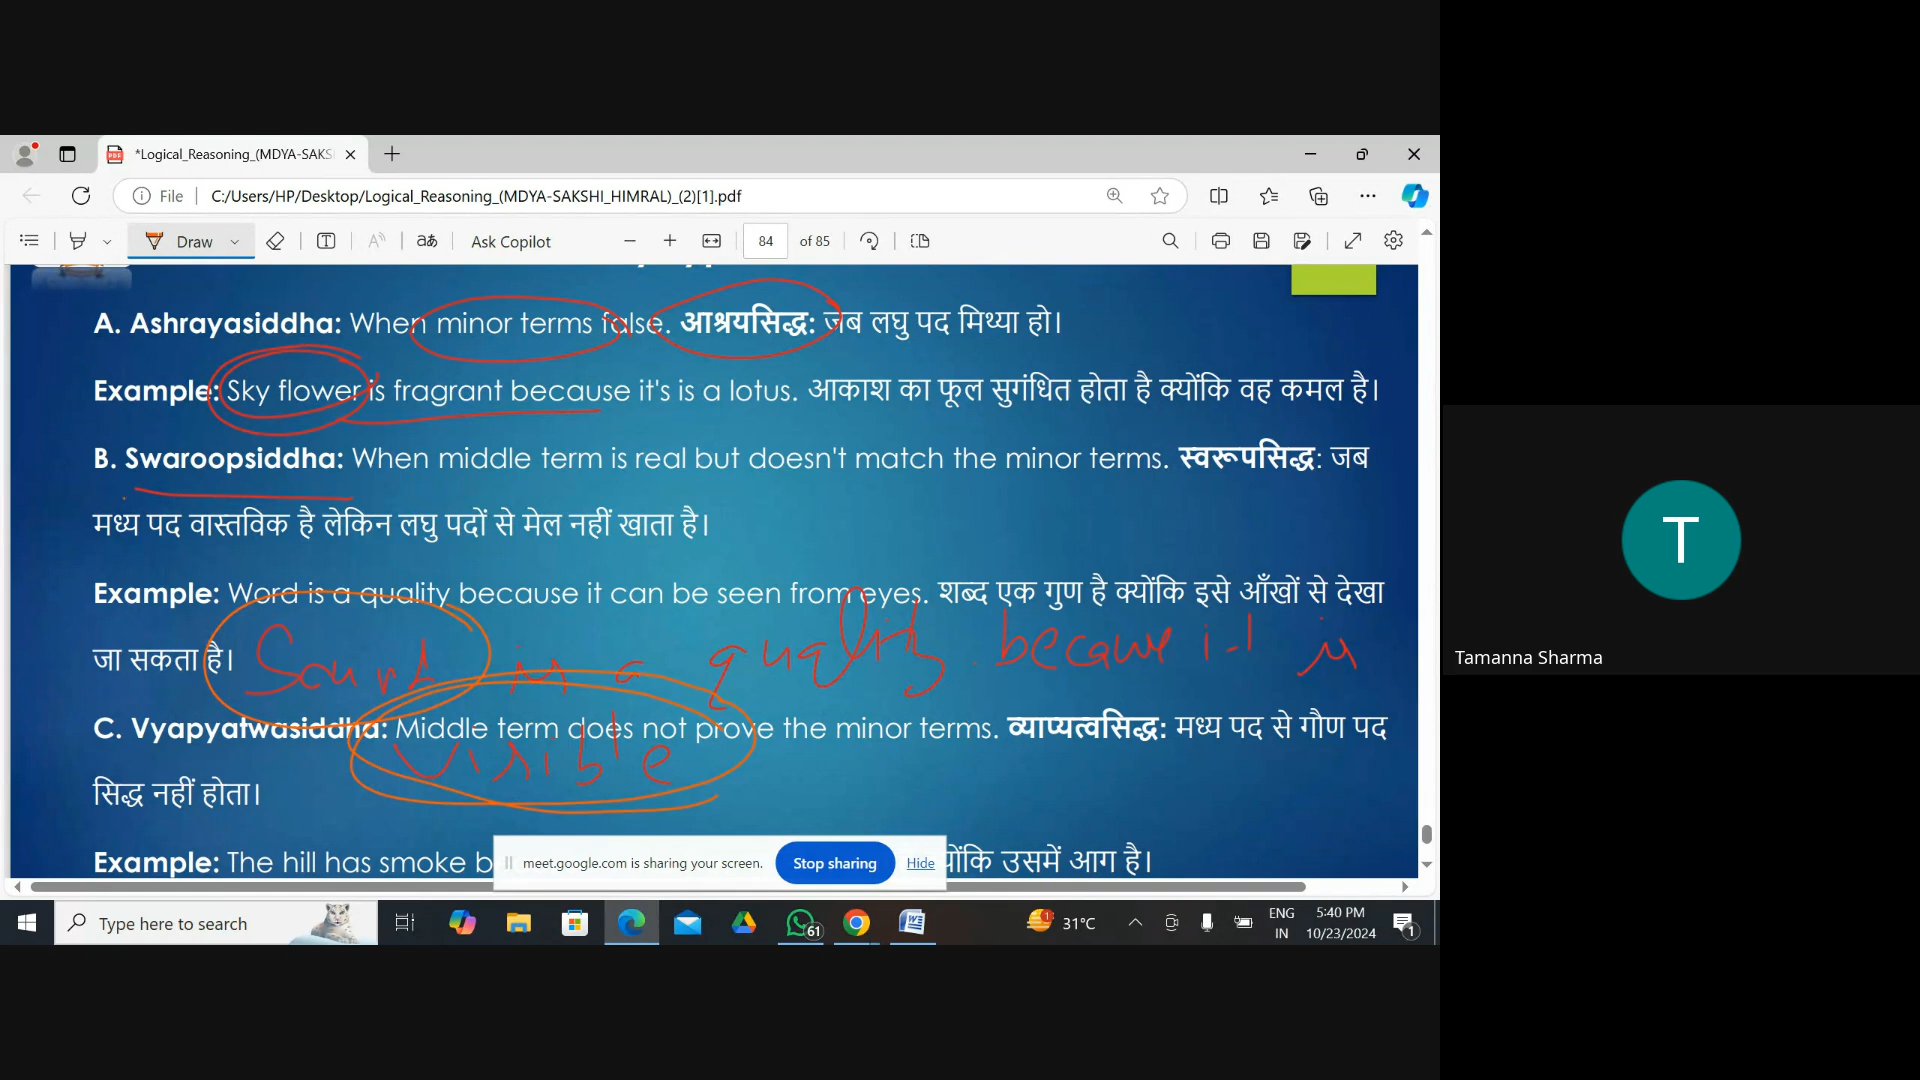 *Logical_Reasoning_(MDYA-SAKS
File C:/Users/HP/Desktop/Logical_Reasoning_(MDYA-SAKSHI_HIMRAL)_(2)[1].pdf
Draw aあ Ask Copilot 84 of 85
A. Ashrayasiddha: When minor terms false. आश्रयसिद्ध: जब लघु पद मिथ्या हो।
Example: Sky flower is fragrant because it's is a lotus. आकाश का फूल सुगंधित होता है क्योंकि वह कमल है।
B. Swaroopsiddha: When middle term is real but doesn't match the minor terms. स्वरूपसिद्ध: जब
मध्य पद वास्तविक है लेकिन लघु पदों से मेल नहीं खाता है।
Example: Word is a quality because it can be seen from eyes. शब्द एक गुण है क्योंकि इसे आँखों से देखा
जा सकता है।
Sound is a quality because it is
C. Vyapyatwasiddha: Middle term does not prove the minor terms. व्याप्यत्वसिद्ध: मध्य पद से गौण पद
visible
सिद्ध नहीं होता।
Example: The hill has smoke b
उसमें आग है।
meet.google.com is sharing your screen. Stop sharing Hide
Type here to search 61 31°C ENG IN 5:40 PM 10/23/2024 1
T
Tamanna Sharma